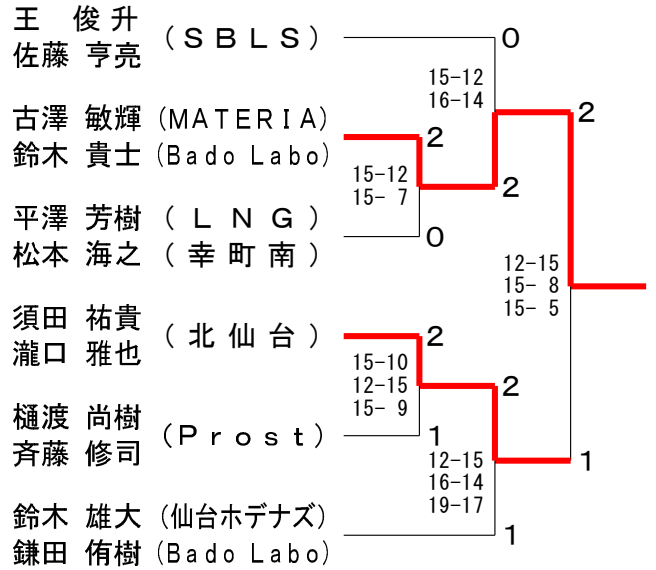 王　俊升
佐藤 亨亮
(ＳＢＬＳ)
0
15-12
16-14
2
古澤 敏輝 (MATERIA)
鈴木 貴士 (Bado Labo)
2
15-12
15- 7
2
平澤 芳樹 (ＬＮＧ)
松本 海之 (幸町南)
0
12-15
15- 8
15- 5
須田 祐貴
瀧口 雅也
(北仙台)
2
15-10
12-15
15- 9
2
樋渡 尚樹
斉藤 修司
(Ｐｒｏｓｔ)
1
12-15
16-14
19-17
1
鈴木 雄大 (仙台ホデナズ)
鎌田 侑樹 (Bado Labo)
1